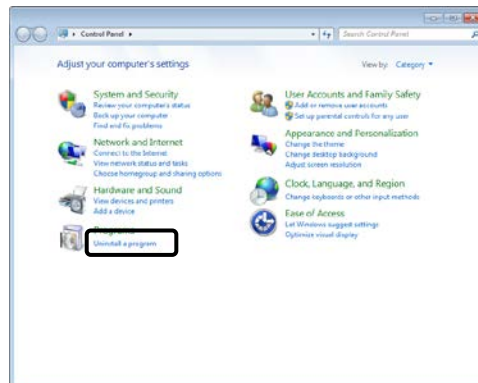 Control Panel
Search Control Panel
Adjust your computer's settings
View by: Category
System and Security
Review your computer's status
Back up your computer
Find and fix problems
Network and Internet
Connect to the Internet
View network status and tasks
Choose homegroup and sharing options
Hardware and Sound
View devices and printers
Add a device
Programs
Uninstall a program
User Accounts and Family Safety
Add or remove user accounts
Set up parental controls for any user
Appearance and Personalization
Change the theme
Change desktop background
Adjust screen resolution
Clock, Language, and Region
Change keyboards or other input methods
Ease of Access
Let Windows suggest settings
Optimize visual display